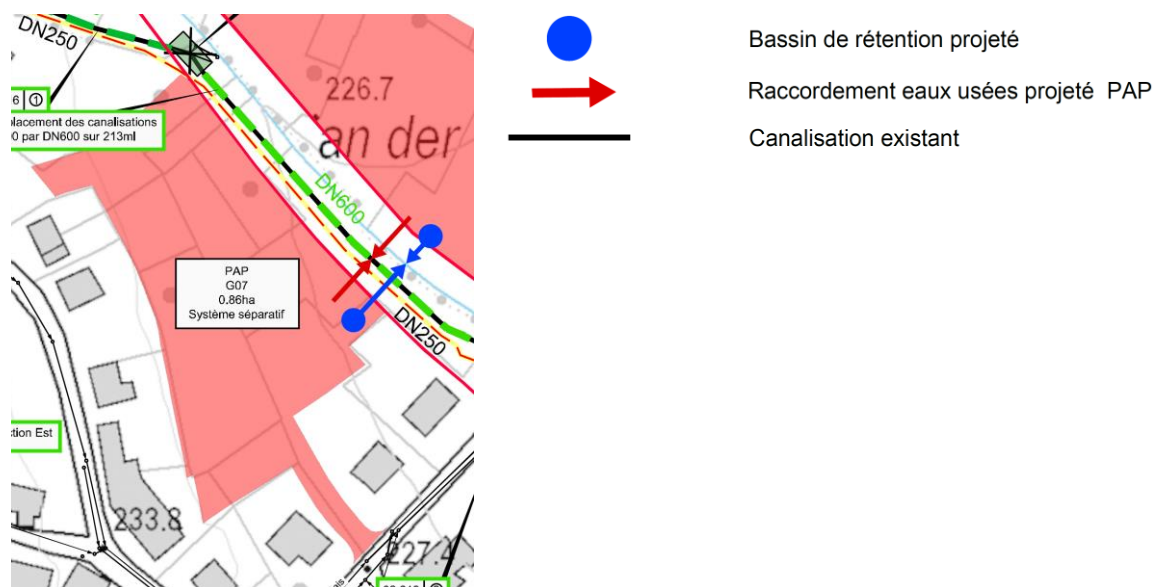 DN250
6 ①
placement des canalisations
0 par DN600 sur 213ml
226.7
an der
DN600
PAP
G07
0.86ha
Système séparatif
DN250
ction Est
233.8
227.4
Bassin de rétention projeté
Raccordement eaux usées projeté PAP
Canalisation existant